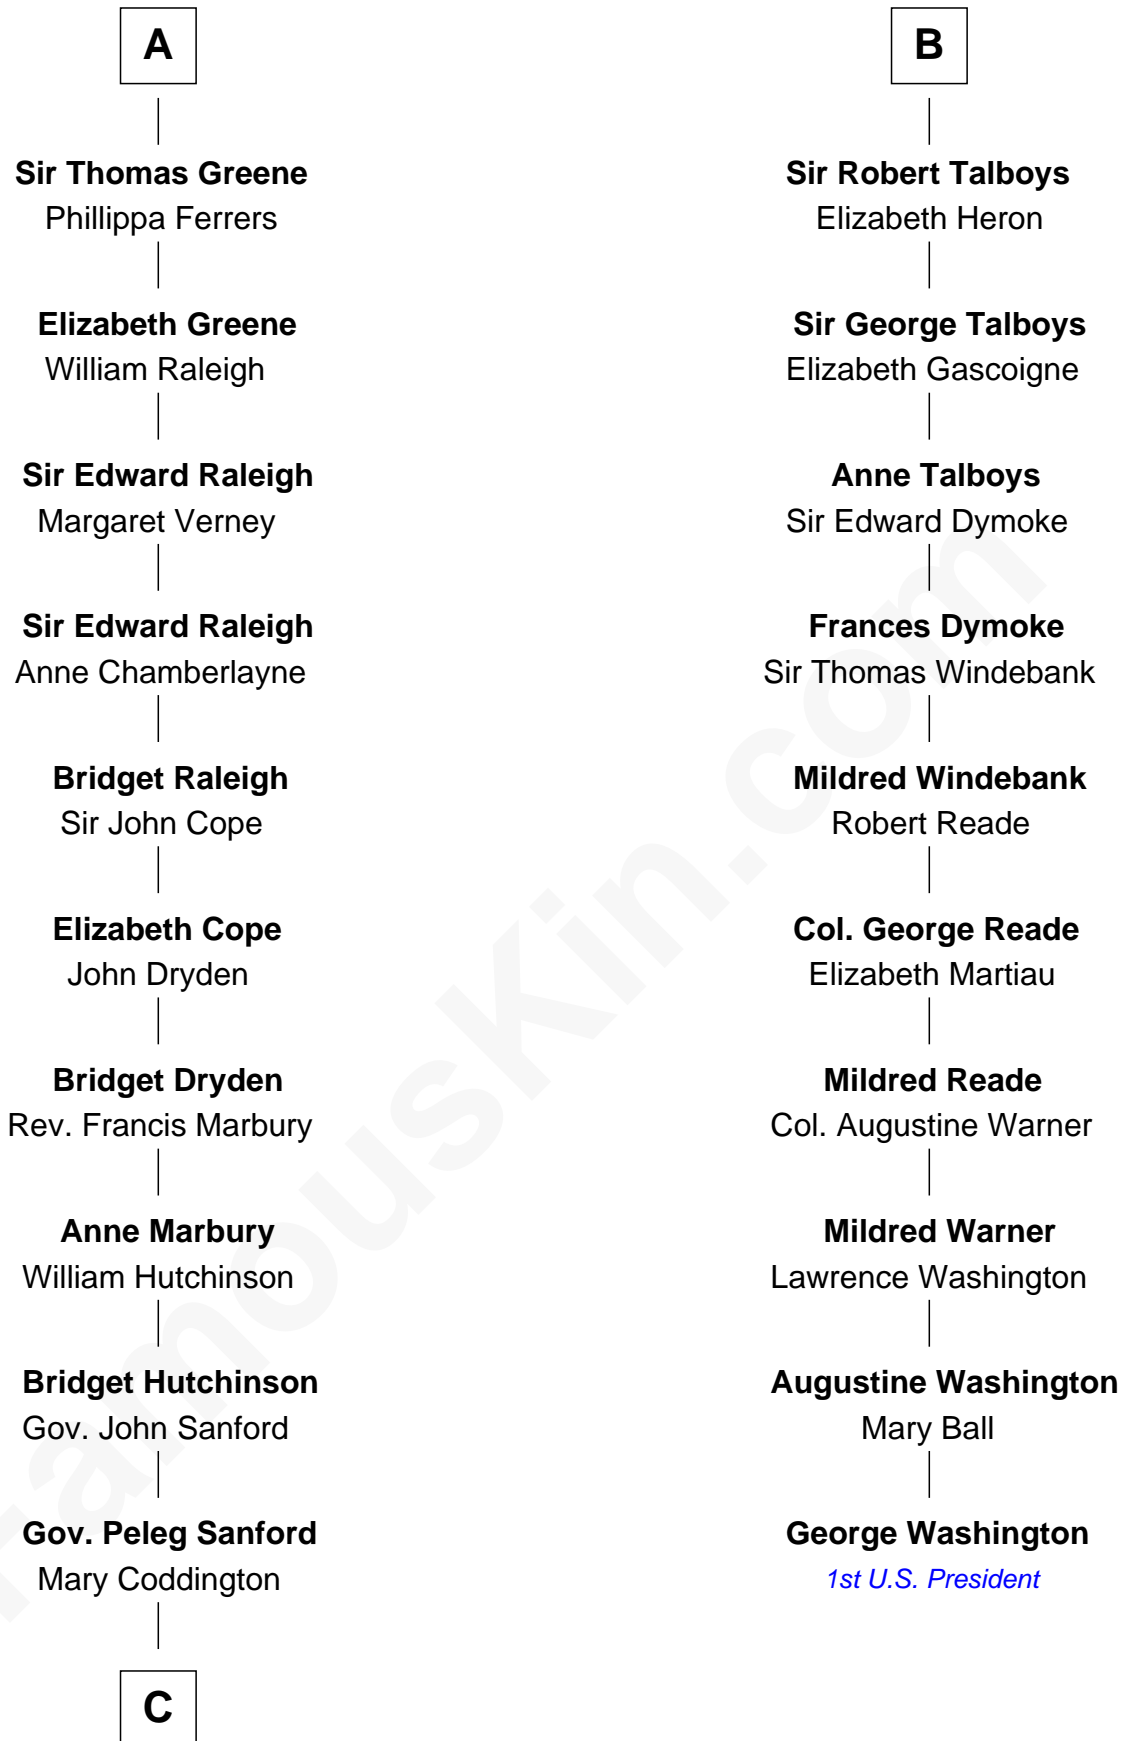 A
Sir Thomas Greene
Phillippa Ferrers
Elizabeth Greene
William Raleigh
Sir Edward Raleigh
Margaret Verney
Sir Edward Raleigh
Anne Chamberlayne
Bridget Raleigh
Sir John Cope
Elizabeth Cope
John Dryden
Bridget Dryden
Rev. Francis Marbury
Anne Marbury
William Hutchinson
Bridget Hutchinson
Gov. John Sanford
Gov. Peleg Sanford
Mary Coddington
C
B
Sir Robert Talboys
Elizabeth Heron
Sir George Talboys
Elizabeth Gascoigne
Anne Talboys
Sir Edward Dymoke
Frances Dymoke
Sir Thomas Windebank
Mildred Windebank
Robert Reade
Col. George Reade
Elizabeth Martiau
Mildred Reade
Col. Augustine Warner
Mildred Warner
Lawrence Washington
Augustine Washington
Mary Ball
George Washington
1st U.S. President
FamousKin.com